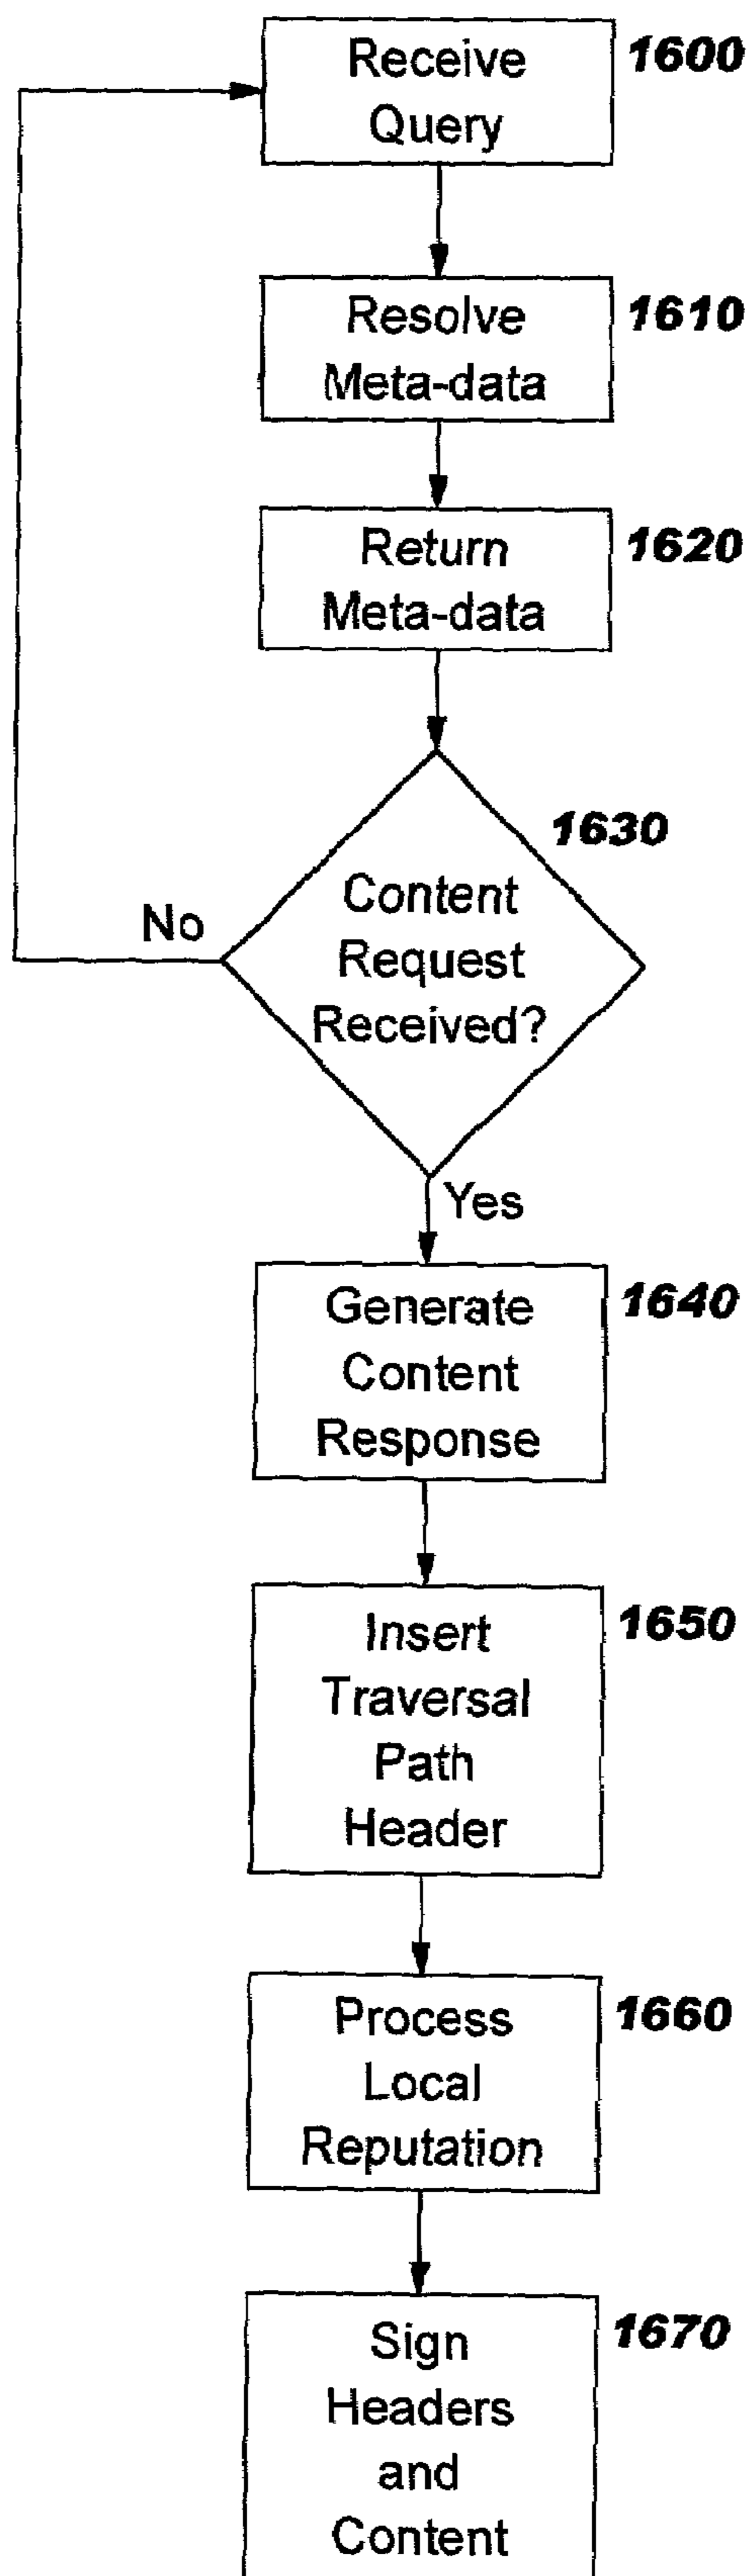 Receive
Query
1600
Resolve
Meta-data
1610
Return
Meta-data
1620
1630
Content
Request
Received?
No
Yes
Generate
Content
Response
1640
Insert
Traversal
Path
Header
1650
Process
Local
Reputation
1660
Sign
Headers
and
Content
1670